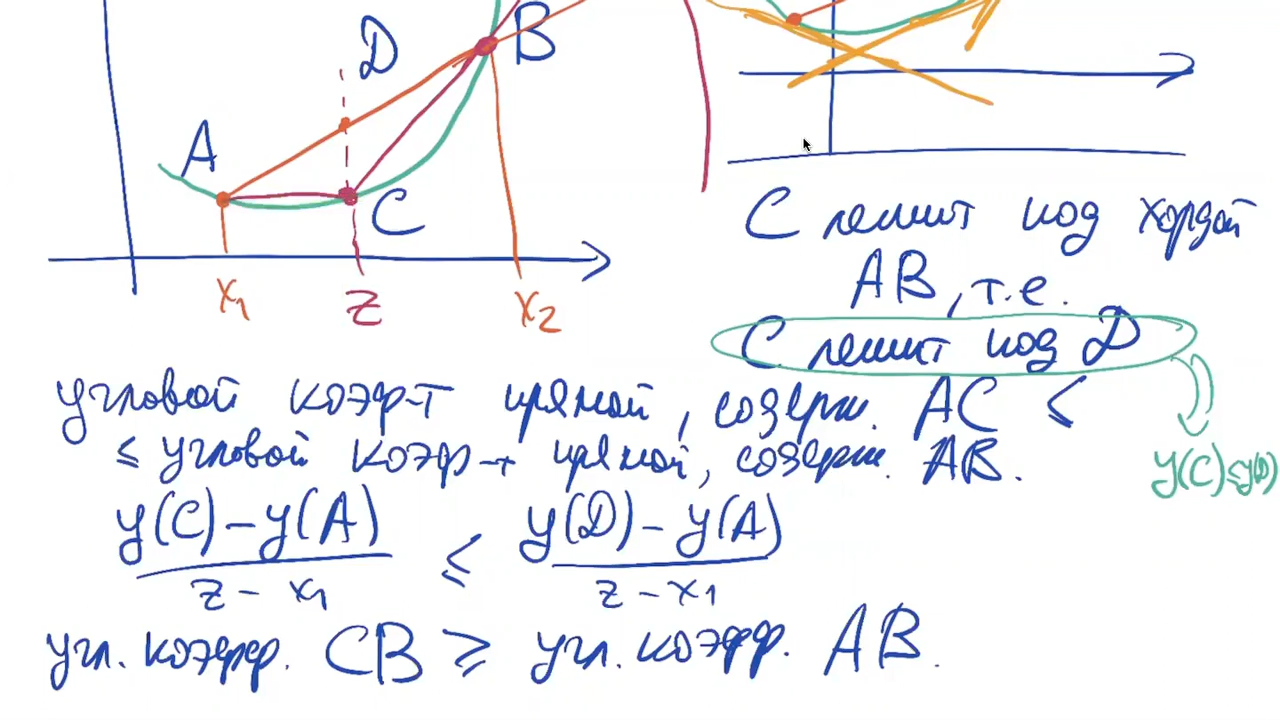 D
B
A
C
x₁
z
x₂
C лежит под хордой
AB, т.е.
C лежит под D
угловой коэф-т прямой, содерж. AC ≤
≤ угловой коэф-т прямой, содерж. AB.
y(C) ≤ y(D)
y(C) – y(A) / z – x₁ ≤ y(D) – y(A) / z – x₁
угл. коэфф. CB ≥ угл. коэфф. AB.